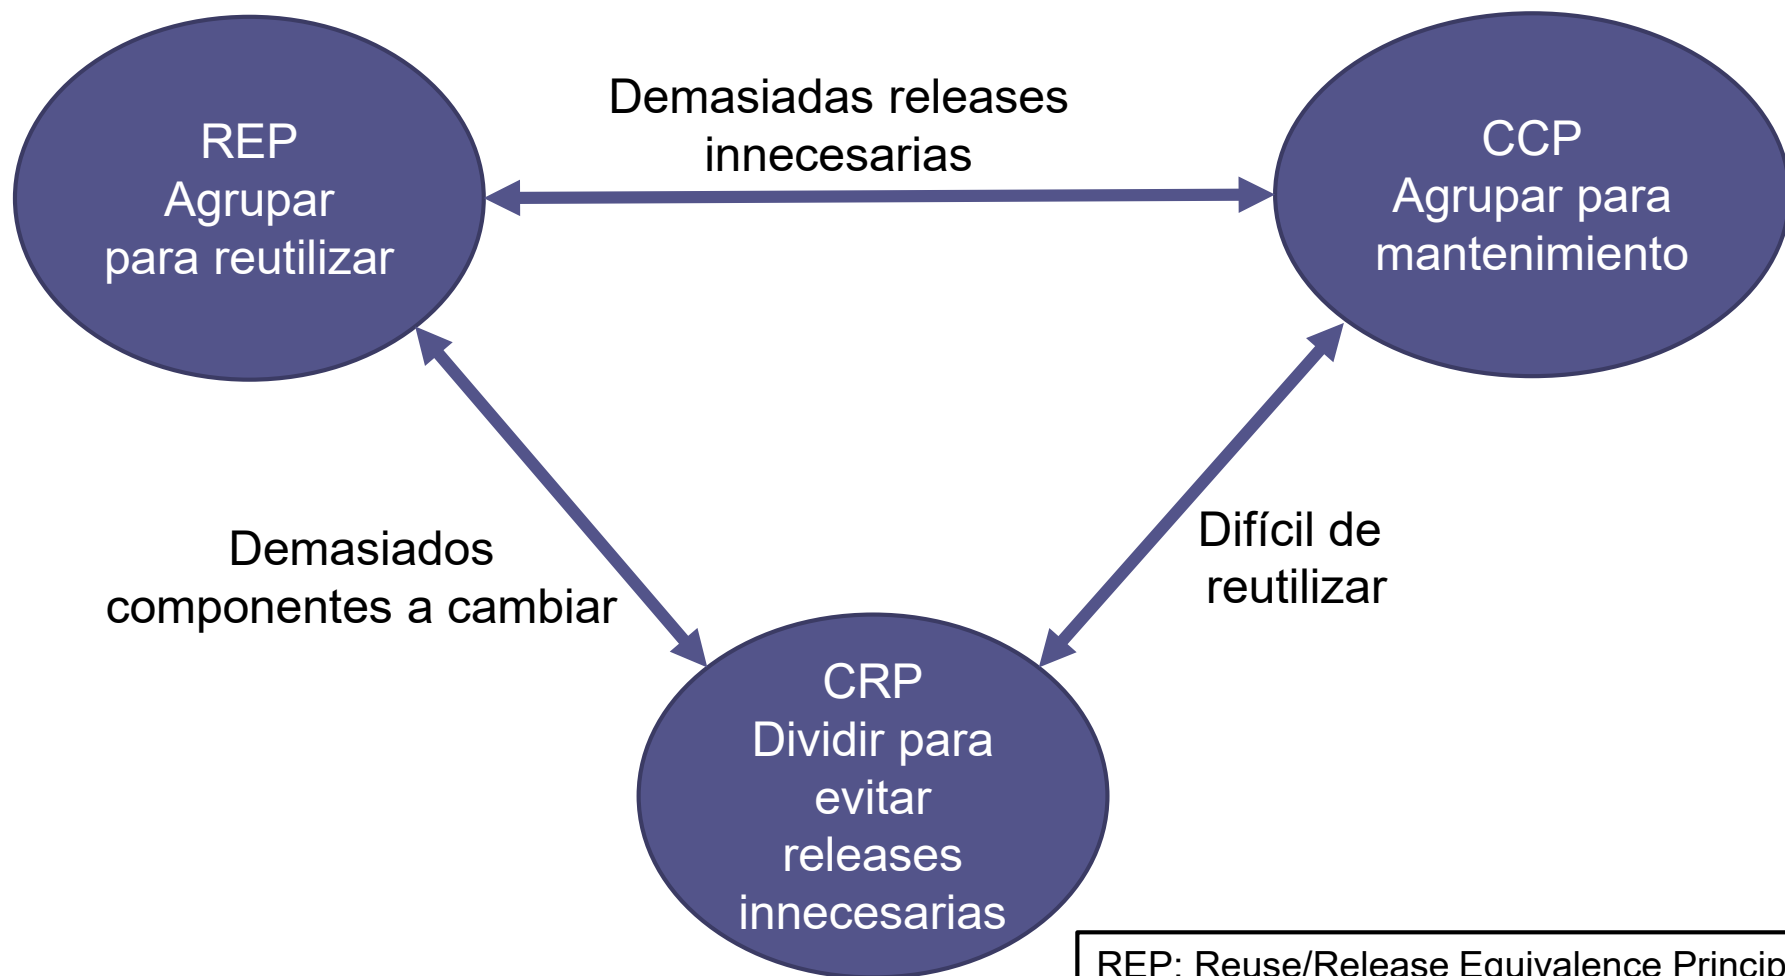 REP
Agrupar
para reutilizar
Demasiadas releases
innecesarias
CCP
Agrupar para
mantenimiento
Demasiados
componentes a cambiar
Difícil de
reutilizar
CRP
Dividir para
evitar
releases
innecesarias
REP: Reuse/Release Equivalence